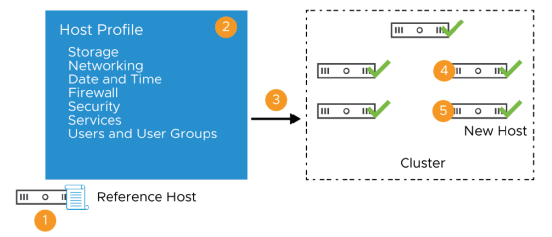 Host Profile
2
Storage
Networking
Date and Time
Firewall
Security
Services
Users and User Groups
3
4
5
New Host
Cluster
Reference Host
1